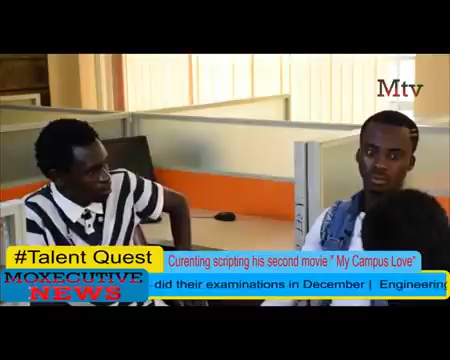 Mtv
#Talent Quest
Curenting scripting his second movie " My Campus Love"
MOXECUTIVE
NEWS
did their examinations in December | Engineering